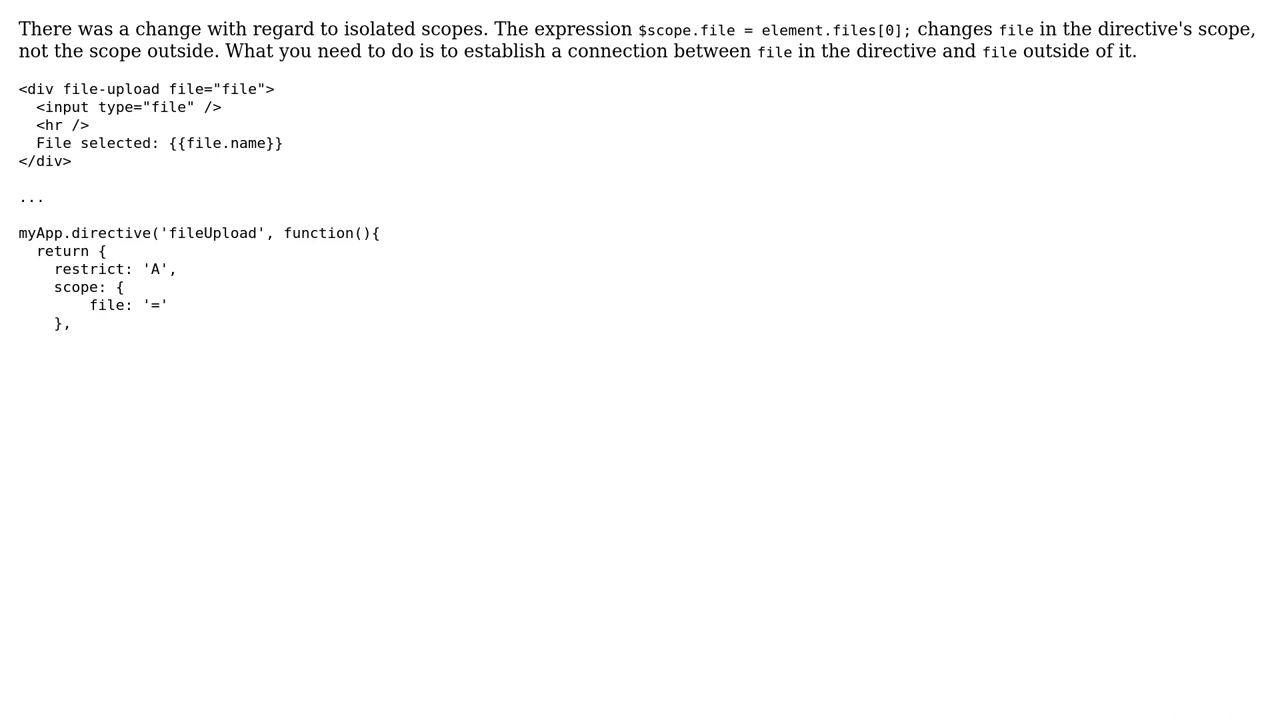 There was a change with regard to isolated scopes. The expression $scope.file = element.files[0]; changes file in the directive's scope,
not the scope outside. What you need to do is to establish a connection between file in the directive and file outside of it.
<div file-upload file="file">
  <input type="file" />
  <hr />
  File selected: {{file.name}}
</div>
...
myApp.directive('fileUpload', function(){
  return {
    restrict: 'A',
    scope: {
        file: '='
    },